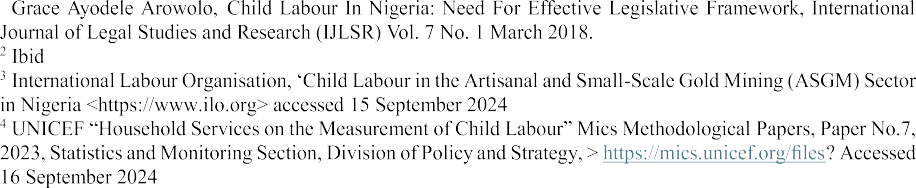 Grace Ayodele Arowolo, Child Labour In Nigeria: Need For Effective Legislative Framework, International
Journal of Legal Studies and Research (IJLSR) Vol. 7 No. 1 March 2018.
2 Ibid
3 International Labour Organisation, ‘Child Labour in the Artisanal and Small-Scale Gold Mining (ASGM) Sector
in Nigeria <https://www.ilo.org> accessed 15 September 2024
4 UNICEF “Household Services on the Measurement of Child Labour” Mics Methodological Papers, Paper No.7,
2023, Statistics and Monitoring Section, Division of Policy and Strategy, > https://mics.unicef.org/files? Accessed
16 September 2024